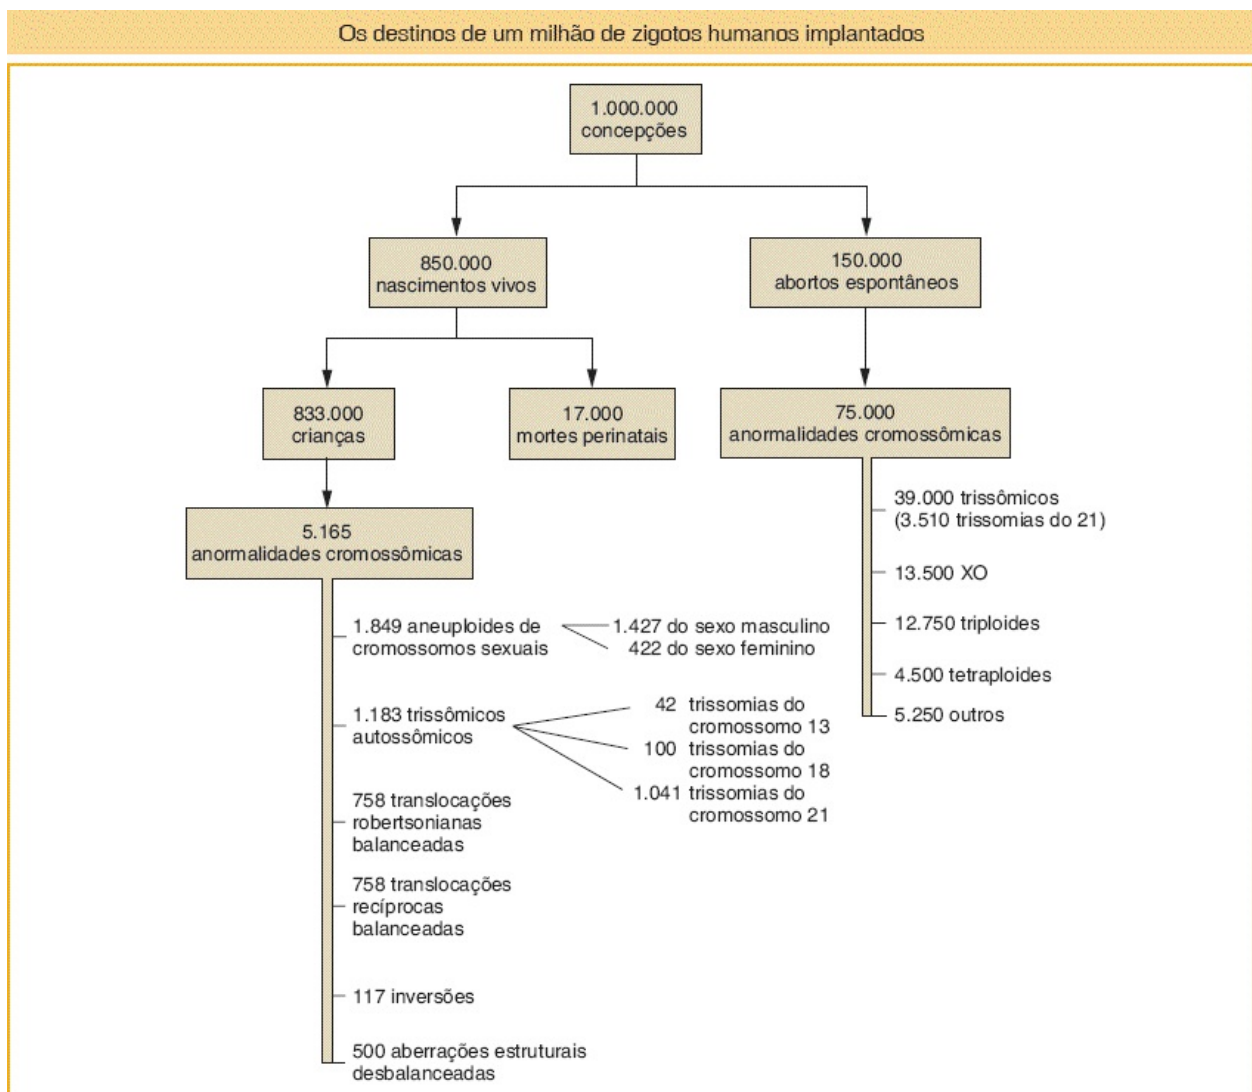 Os destinos de um milhão de zigotos humanos implantados
1.000.000
concepções
850.000
nascimentos vivos
150.000
abortos espontâneos
833.000
crianças
17.000
mortes perinatais
75.000
anormalidades cromossômicas
39.000 trissômicos
(3.510 trissomias do 21)
13.500 XO
12.750 triploides
4.500 tetraploides
5.250 outros
5.165
anormalidades cromossômicas
1.849 aneuploides de
cromossomos sexuais
1.427 do sexo masculino
422 do sexo feminino
1.183 trissômicos
autossômicos
42 trissomias do
cromossomo 13
100 trissomias do
cromossomo 18
1.041 trissomias do
cromossomo 21
758 translocações
robertsonianas
balanceadas
758 translocações
recíprocas
balanceadas
117 inversões
500 aberrações estruturais
desbalanceadas